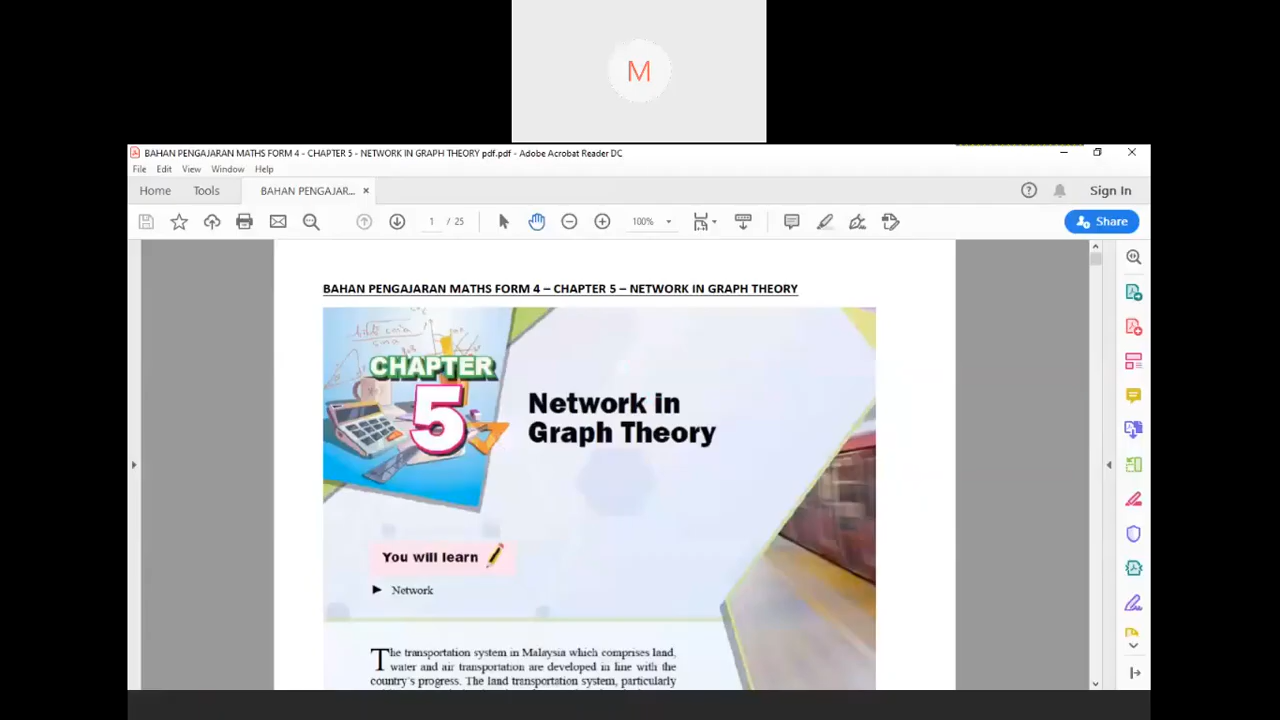 M
BAHAN PENGAJARAN MATHS FORM 4 - CHAPTER 5 - NETWORK IN GRAPH THEORY pdf.pdf - Adobe Acrobat Reader DC
File Edit View Window Help
Home Tools BAHAN PENGAJAR... Sign In
1 / 25 100% Share
BAHAN PENGAJARAN MATHS FORM 4 – CHAPTER 5 – NETWORK IN GRAPH THEORY
CHAPTER
5
Network in
Graph Theory
You will learn
Network
The transportation system in Malaysia which comprises land,
water and air transportation are developed in line with the
country's progress. The land transportation system, particularly